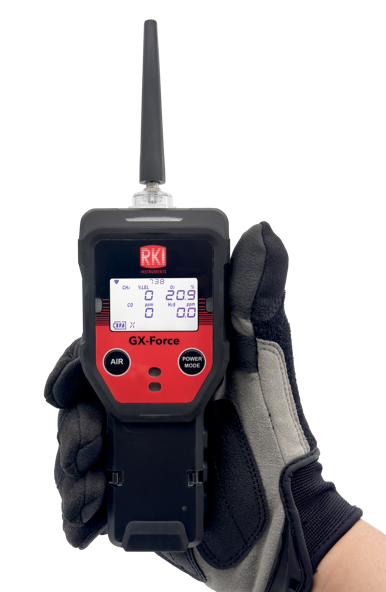 RKI
INSTRUMENTS
738
CH₄ %LEL O₂ %
0 20.9
CO ppm H₂S ppm
0 0.0
GX-Force
AIR
POWER
MODE